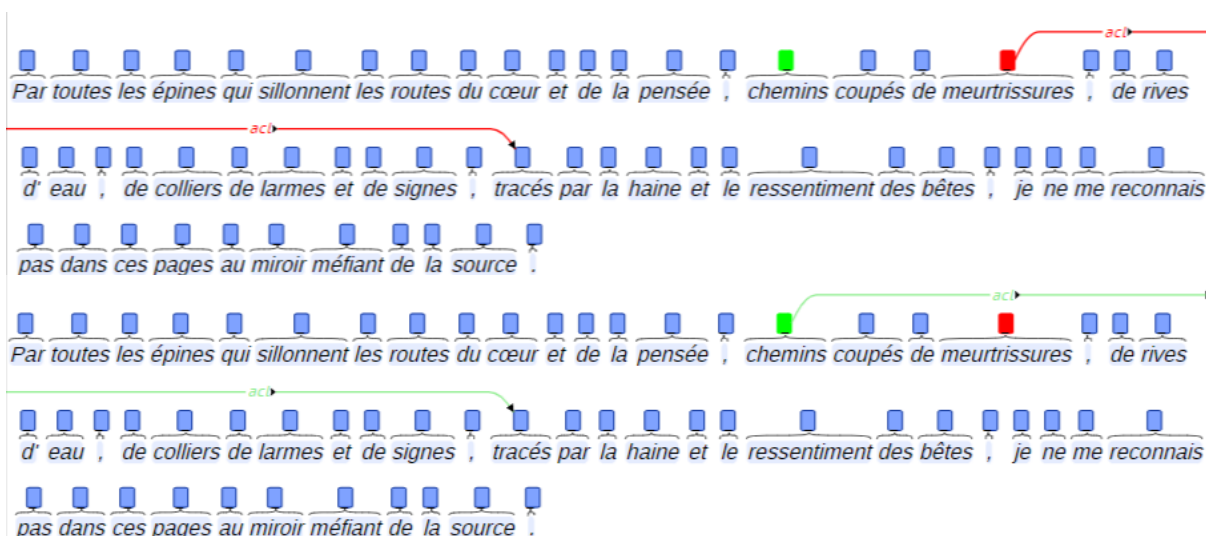 acl
Par toutes les épines qui sillonnent les routes du cœur et de la pensée , chemins coupés de meurtrissures , de rives
acl
d' eau , de colliers de larmes et de signes , tracés par la haine et le ressentiment des bêtes , je ne me reconnais
pas dans ces pages au miroir méfiant de la source .
acl
Par toutes les épines qui sillonnent les routes du cœur et de la pensée , chemins coupés de meurtrissures , de rives
acl
d' eau , de colliers de larmes et de signes , tracés par la haine et le ressentiment des bêtes , je ne me reconnais
pas dans ces pages au miroir méfiant de la source .